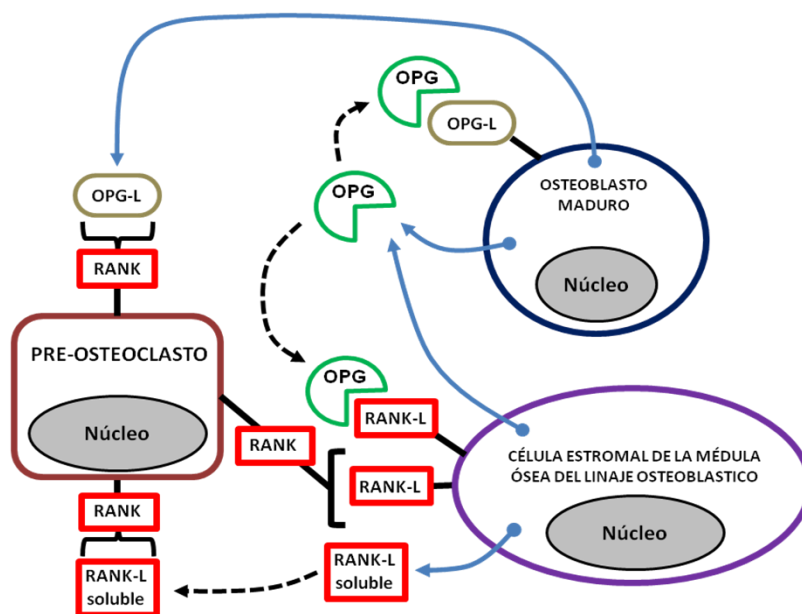 OPG
OPG-L
OSTEOBLASTO
MADURO
Núcleo
OPG
OPG-L
RANK
PRE-OSTEOCLASTO
Núcleo
RANK
RANK-L
soluble
OPG
RANK-L
RANK
RANK-L
RANK-L
soluble
CÉLULA ESTROMAL DE LA MÉDULA
ÓSEA DEL LINAJE OSTEOBLASTICO
Núcleo